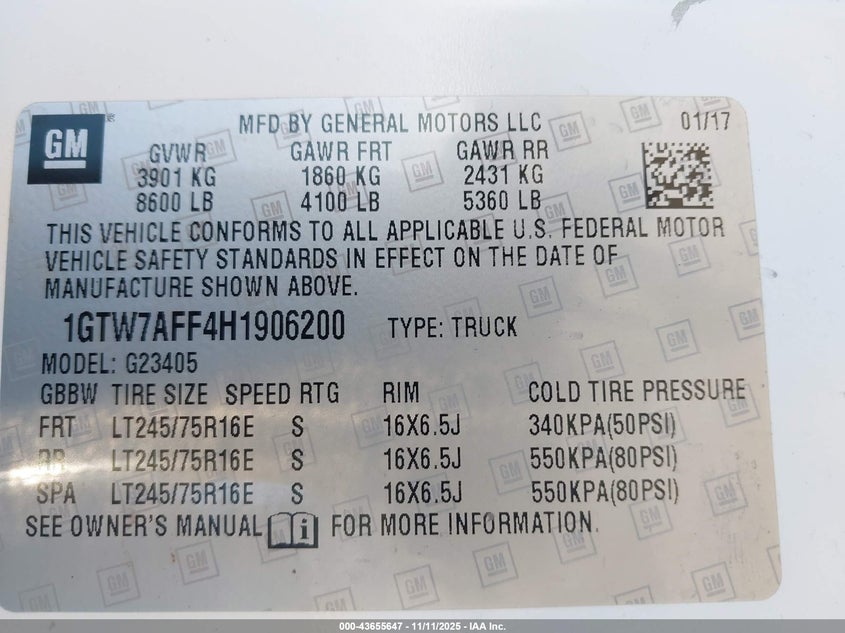 GM
MFD BY GENERAL MOTORS LLC 01/17
GVWR GAWR FRT GAWR RR
3901 KG 1860 KG 2431 KG
8600 LB 4100 LB 5360 LB
THIS VEHICLE CONFORMS TO ALL APPLICABLE U.S. FEDERAL MOTOR
VEHICLE SAFETY STANDARDS IN EFFECT ON THE DATE OF
MANUFACTURE SHOWN ABOVE.
1GTW7AFF4H1906200 TYPE: TRUCK
MODEL: G23405
GBBW TIRE SIZE SPEED RTG RIM COLD TIRE PRESSURE
FRT LT245/75R16E S 16X6.5J 340KPA(50PSI)
RR LT245/75R16E S 16X6.5J 550KPA(80PSI)
SPA LT245/75R16E S 16X6.5J 550KPA(80PSI)
SEE OWNER'S MANUAL i FOR MORE INFORMATION.
000-43655647 - 11/11/2025 - IAA Inc.